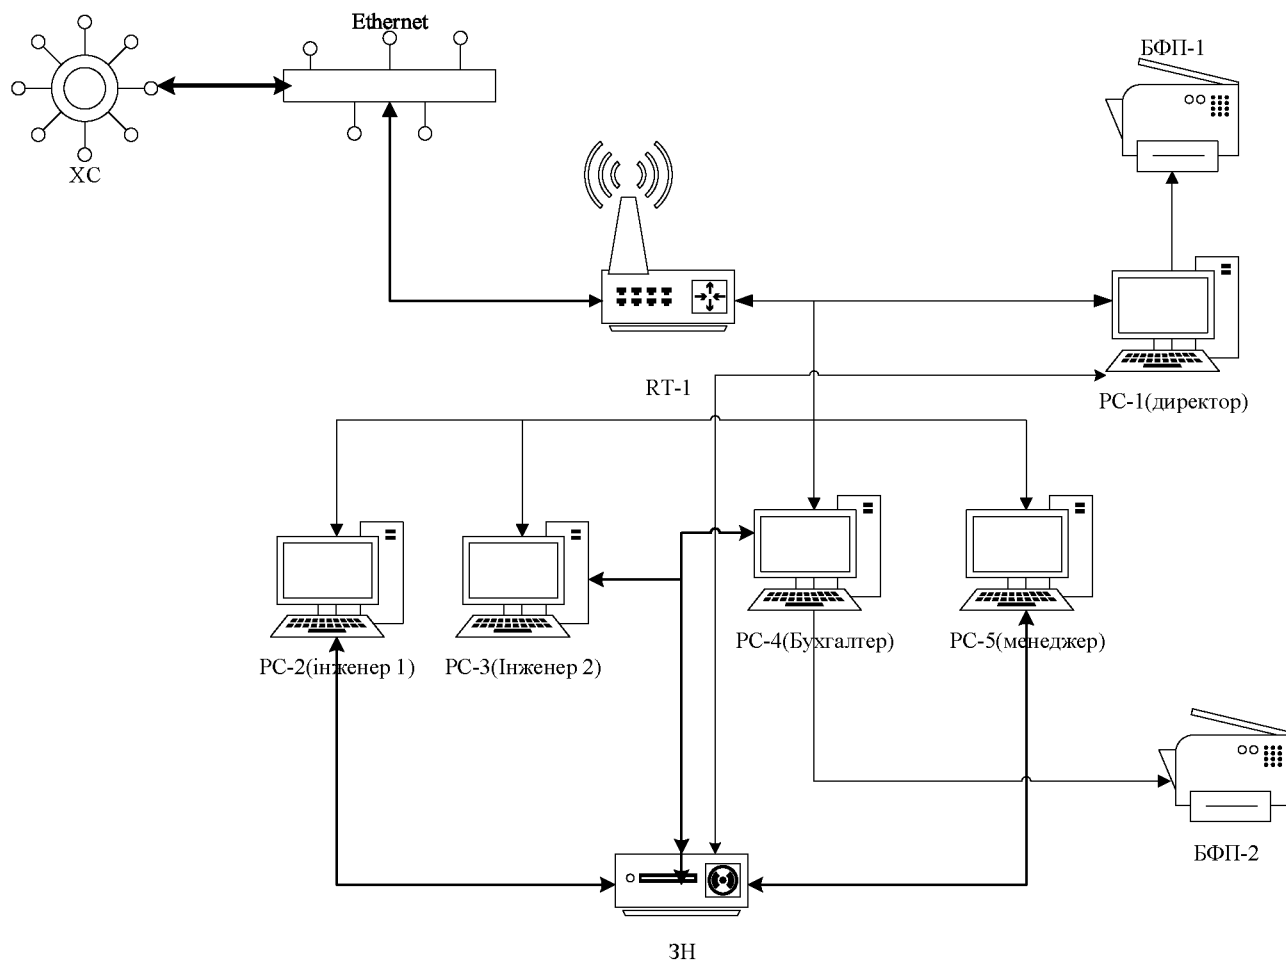 Ethernet
БФП-1
ХС
RT-1
PC-1(директор)
PC-4(Бухгалтер)
PC-5(менеджер)
PC-2(інженер 1)
PC-3(Інженер 2)
БФП-2
ЗН